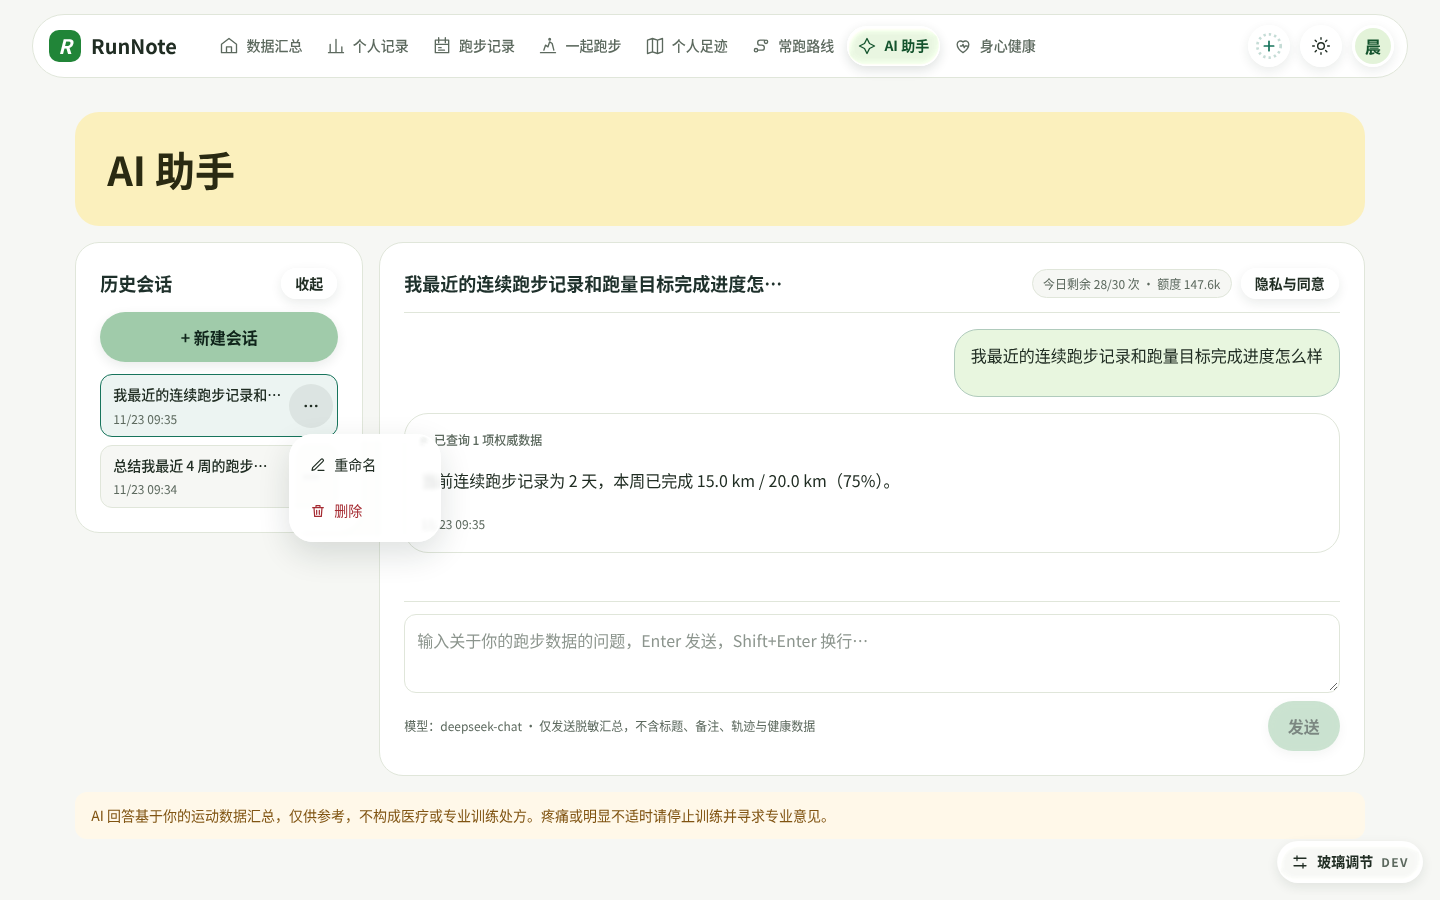 R RunNote 数据汇总 个人记录 跑步记录 一起跑步 个人足迹 常跑路线 AI 助手 身心健康 晨
AI 助手
历史会话 收起
+ 新建会话
我最近的连续跑步记录和…
11/23 09:35
总结我最近 4 周的跑步…
11/23 09:34
重命名
删除
我最近的连续跑步记录和跑量目标完成进度怎…
今日剩余 28/30 次 · 额度 147.6k 隐私与同意
我最近的连续跑步记录和跑量目标完成进度怎么样
已查询 1 项权威数据
前连续跑步记录为 2 天，本周已完成 15.0 km / 20.0 km（75%）。
23 09:35
输入关于你的跑步数据的问题，Enter 发送，Shift+Enter 换行…
模型：deepseek-chat · 仅发送脱敏汇总，不含标题、备注、轨迹与健康数据
发送
AI 回答基于你的运动数据汇总，仅供参考，不构成医疗或专业训练处方。疼痛或明显不适时请停止训练并寻求专业意见。
玻璃调节 DEV